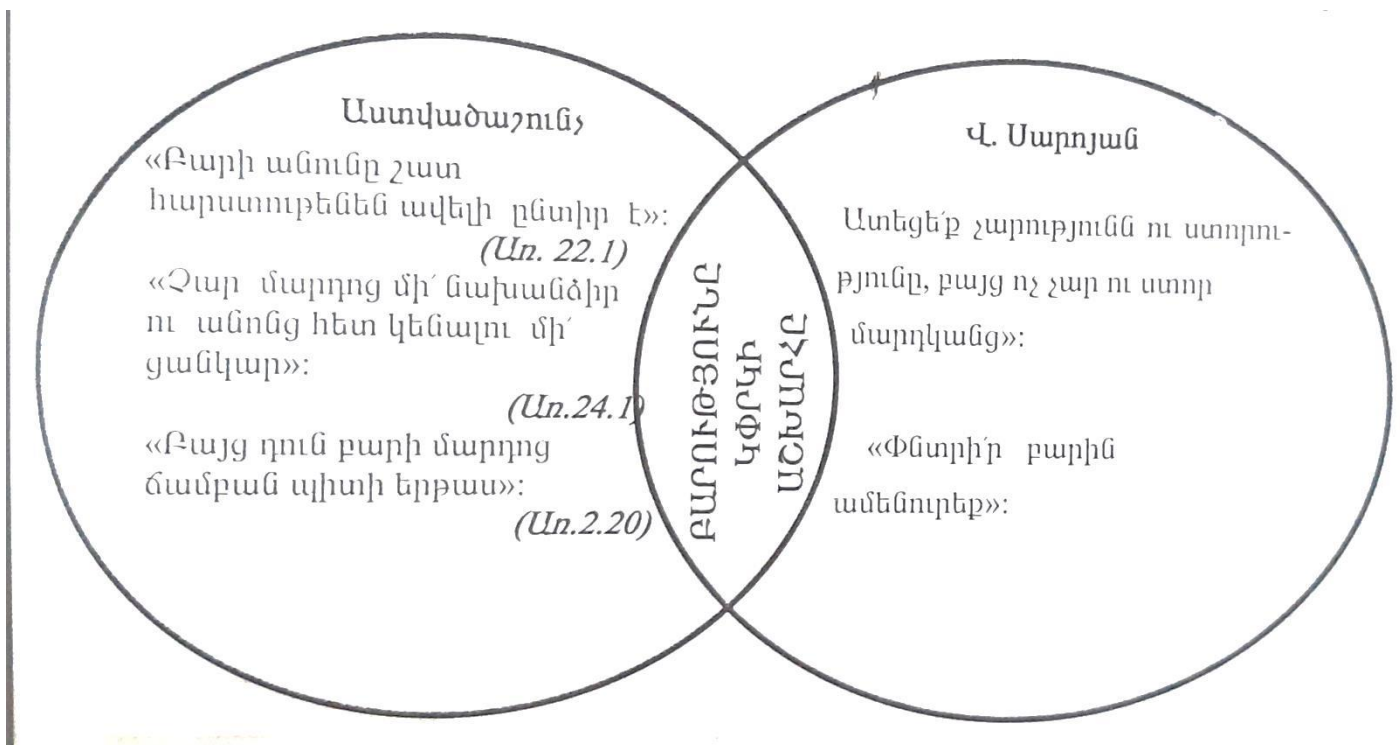 Աստվածաշունչ
«Բարի անունը շատ
հարստութենեն ավելի ընտիր է»:
(Առ. 22.1)
«Չար մարդոց մի՛ նախանձիր
ու անոնց հետ կենալու մի՛
ցանկար»:
(Առ.24.1)
«Բայց դուն բարի մարդոց
ճամբան պիտի երթաս»:
(Առ.2.20)
ԲԱՐՈՒԹՅՈՒՆԸ
ԿՓՐԿԻ
ԱՇԽԱՐՀԸ
Վ. Սարոյան
Ատեցե՛ք չարությունն ու ստորու-
թյունը, բայց ոչ չար ու ստոր
մարդկանց»:
«Փնտրի՛ր բարին
ամենուրեք»: